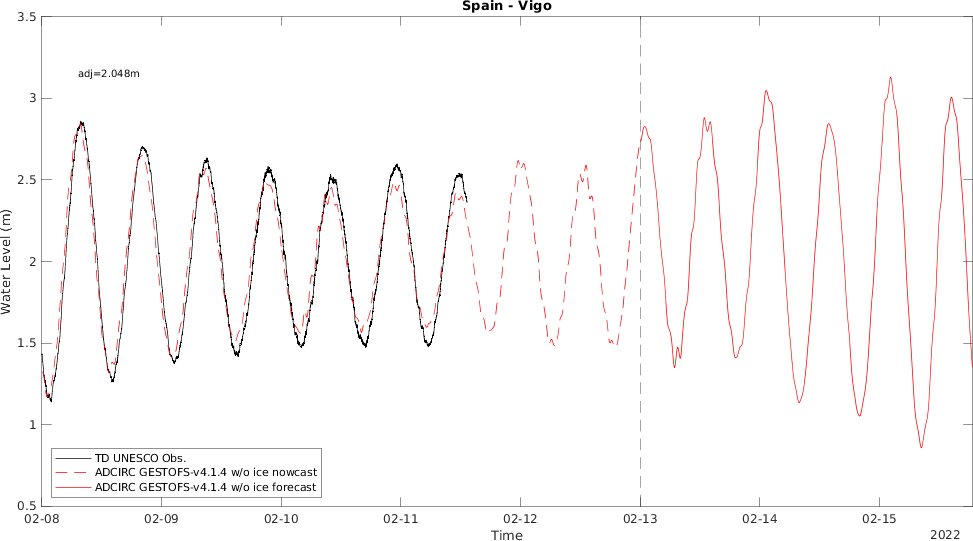 Spain - Vigo
adj=2.048m
3.5
3
2.5
2
1.5
1
0.5
Water Level (m)
TD UNESCO Obs.
ADCIRC GESTOFS-v4.1.4 w/o ice nowcast
ADCIRC GESTOFS-v4.1.4 w/o ice forecast
02-08 02-09 02-10 02-11 02-12 02-13 02-14 02-15
Time
2022